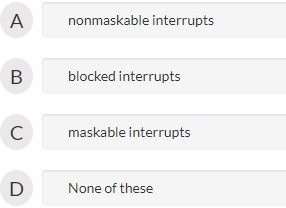 A nonmaskable interrupts
B blocked interrupts
C maskable interrupts
D None of these